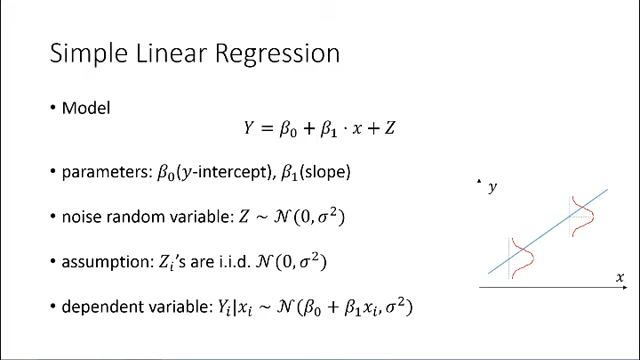 Simple Linear Regression
• Model
Y = β₀ + β₁ · x + Z
• parameters: β₀(y-intercept), β₁(slope)
• noise random variable: Z ~ 𝒩(0, σ²)
• assumption: Zᵢ's are i.i.d. 𝒩(0, σ²)
• dependent variable: Yᵢ|xᵢ ~ 𝒩(β₀ + β₁xᵢ, σ²)
y
x